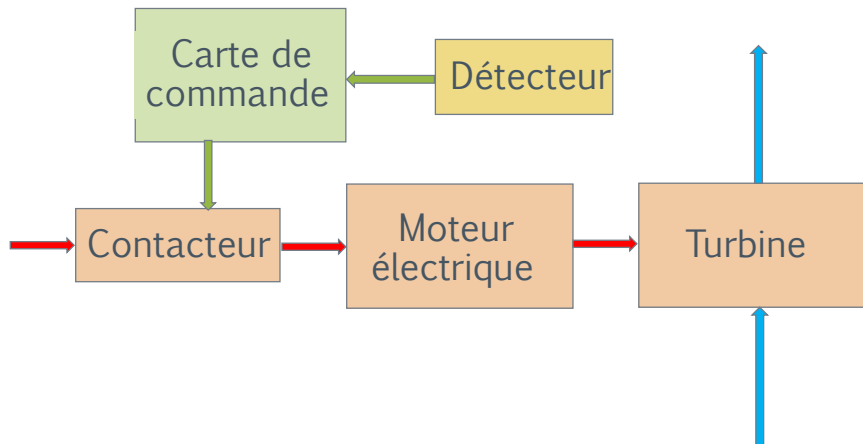 Carte de
commande
Détecteur
Contacteur
Moteur
électrique
Turbine